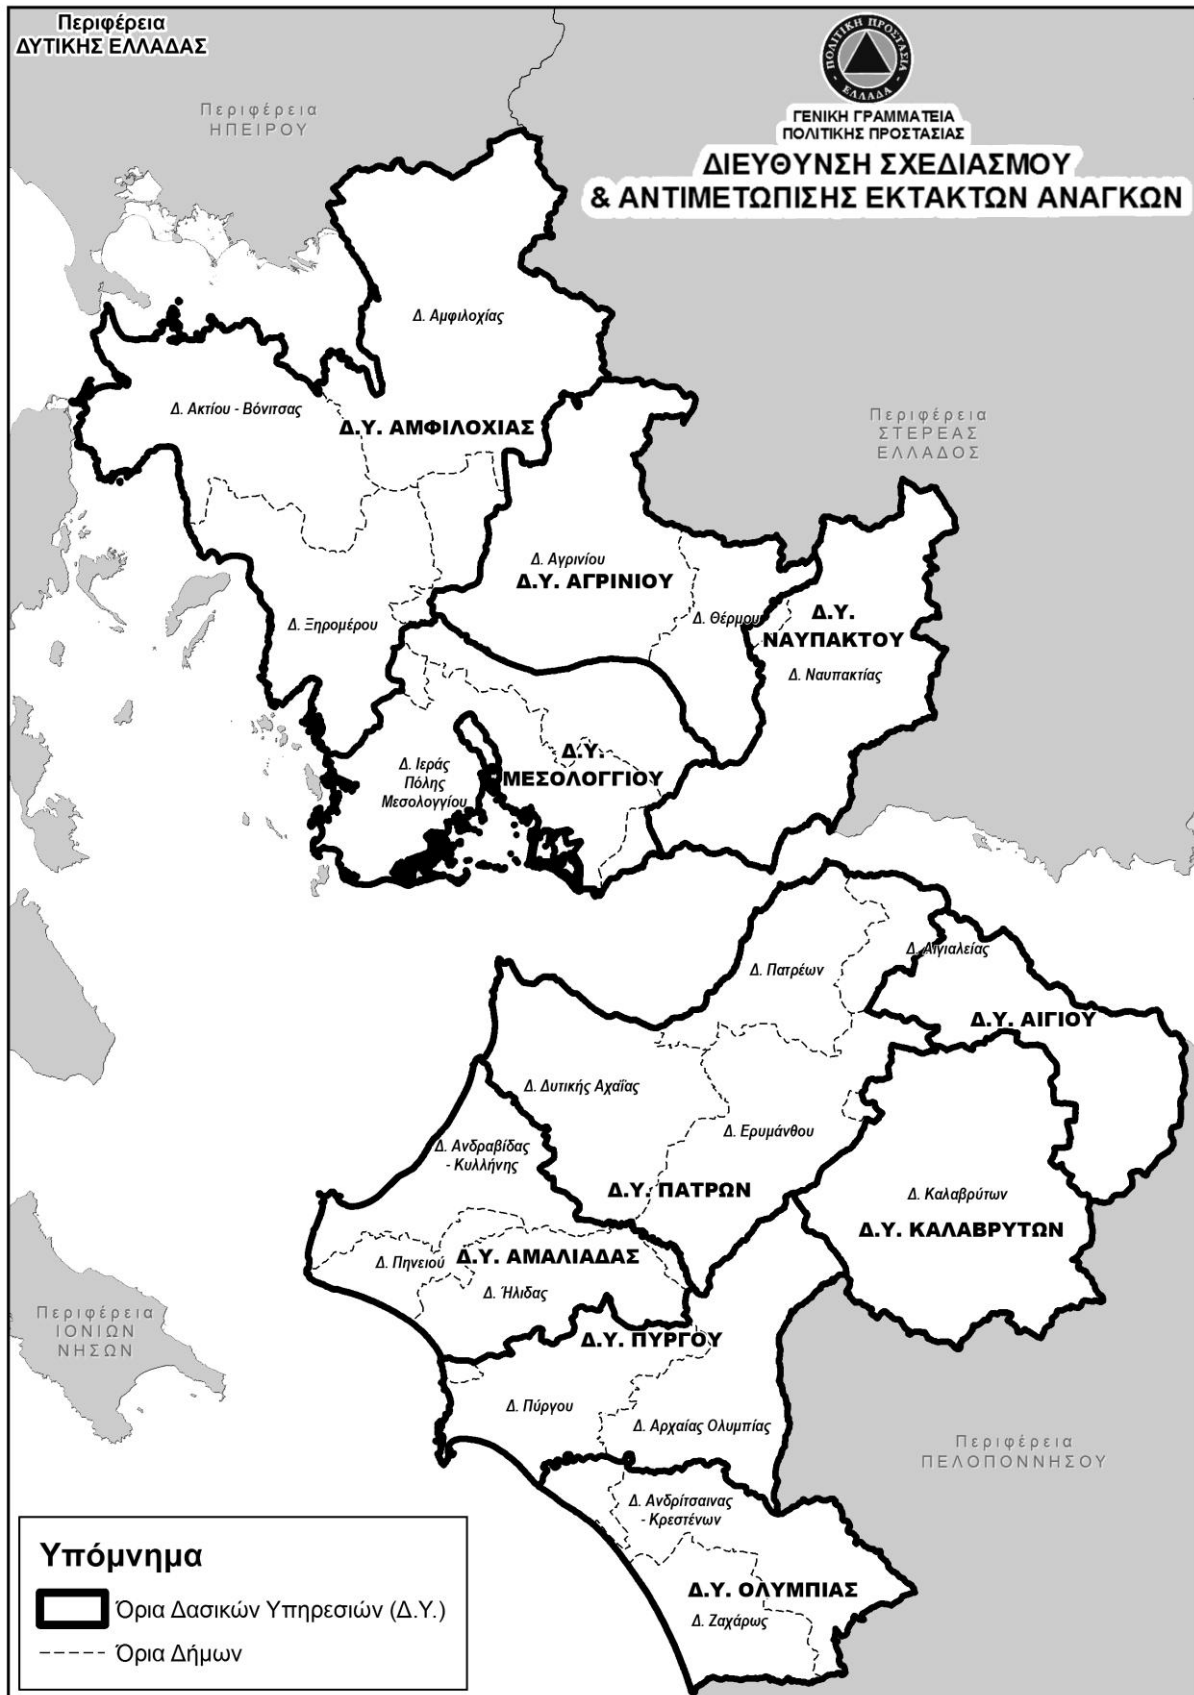 Περιφέρεια
ΔΥΤΙΚΗΣ ΕΛΛΑΔΑΣ
ΠΟΛΙΤΙΚΗ ΠΡΟΣΤΑΣΙΑ
- ΕΛΛΑΔΑ -
ΓΕΝΙΚΗ ΓΡΑΜΜΑΤΕΙΑ
ΠΟΛΙΤΙΚΗΣ ΠΡΟΣΤΑΣΙΑΣ
ΔΙΕΥΘΥΝΣΗ ΣΧΕΔΙΑΣΜΟΥ
& ΑΝΤΙΜΕΤΩΠΙΣΗΣ ΕΚΤΑΚΤΩΝ ΑΝΑΓΚΩΝ
Περιφέρεια
ΗΠΕΙΡΟΥ
Δ. Αμφιλοχίας
Δ. Ακτίου - Βόνιτσας
Δ.Υ. ΑΜΦΙΛΟΧΙΑΣ
Περιφέρεια
ΣΤΕΡΕΑΣ
ΕΛΛΑΔΟΣ
Δ. Αγρινίου
Δ.Υ. ΑΓΡΙΝΙΟΥ
Δ. Θέρμου
Δ.Υ.
ΝΑΥΠΑΚΤΟΥ
Δ. Ναυπακτίας
Δ. Ξηρομέρου
Δ.Υ.
ΜΕΣΟΛΟΓΓΙΟΥ
Δ. Ιεράς
Πόλης
Μεσολογγίου
Δ. Πατρέων
Δ. Αιγιαλείας
Δ.Υ. ΑΙΓΙΟΥ
Δ. Δυτικής Αχαΐας
Δ. Ερυμάνθου
Δ. Ανδραβίδας
- Κυλλήνης
Δ.Υ. ΠΑΤΡΩΝ
Δ. Καλαβρύτων
Δ.Υ. ΚΑΛΑΒΡΥΤΩΝ
Δ. Πηνειού
Δ.Υ. ΑΜΑΛΙΑΔΑΣ
Δ. Ήλιδας
Περιφέρεια
ΙΟΝΙΩΝ
ΝΗΣΩΝ
Δ.Υ. ΠΥΡΓΟΥ
Δ. Πύργου
Δ. Αρχαίας Ολυμπίας
Περιφέρεια
ΠΕΛΟΠΟΝΝΗΣΟΥ
Δ. Ανδρίτσαινας
- Κρεστένων
Δ.Υ. ΟΛΥΜΠΙΑΣ
Δ. Ζαχάρως
Υπόμνημα
Όρια Δασικών Υπηρεσιών (Δ.Υ.)
Όρια Δήμων